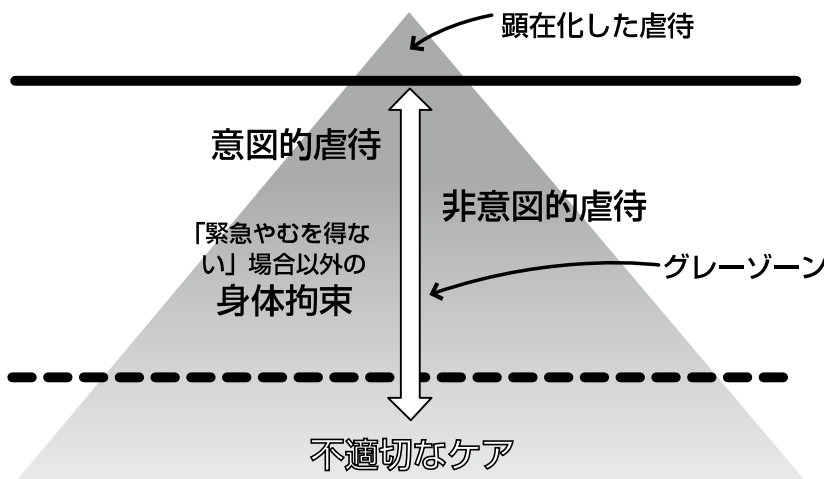 顕在化した虐待
意図的虐待
非意図的虐待
「緊急やむを得な
い」場合以外の
身体拘束
グレーゾーン
不適切なケア